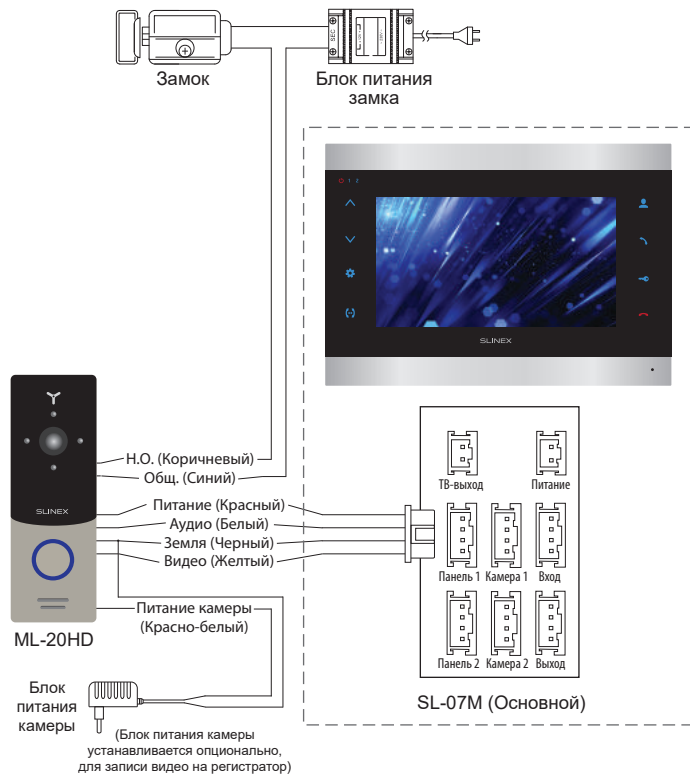 Замок
Блок питания
замка
SEC
SLINEX
Н.О. (Коричневый)
Общ. (Синий)
SLINEX
Питание (Красный)
Аудио (Белый)
Земля (Черный)
Видео (Желтый)
Питание камеры
(Красно-белый)
ML-20HD
Блок
питания
камеры
(Блок питания камеры
устанавливается опционально,
для записи видео на регистратор)
ТВ-выход
Питание
Панель 1 Камера 1 Вход
Панель 2 Камера 2 Выход
SL-07M (Основной)